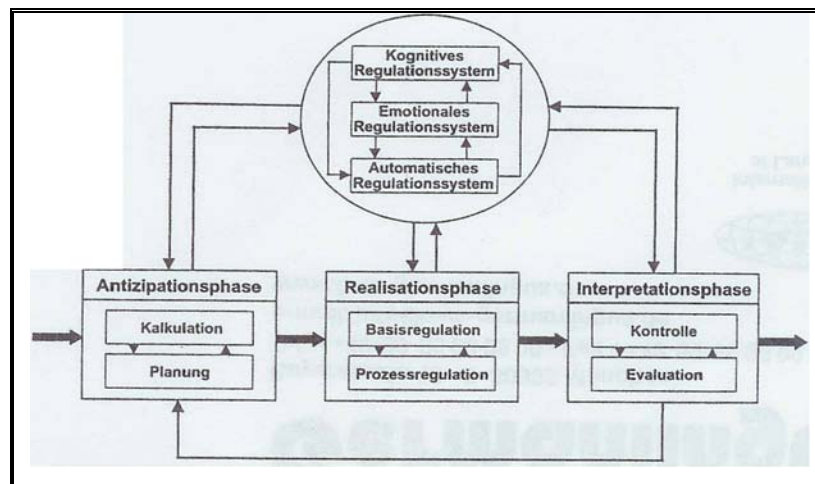 Kognitives
Regulationssystem
Emotionales
Regulationssystem
Automatisches
Regulationssystem
Antizipationsphase
Kalkulation
Planung
Realisationsphase
Basisregulation
Prozessregulation
Interpretationsphase
Kontrolle
Evaluation